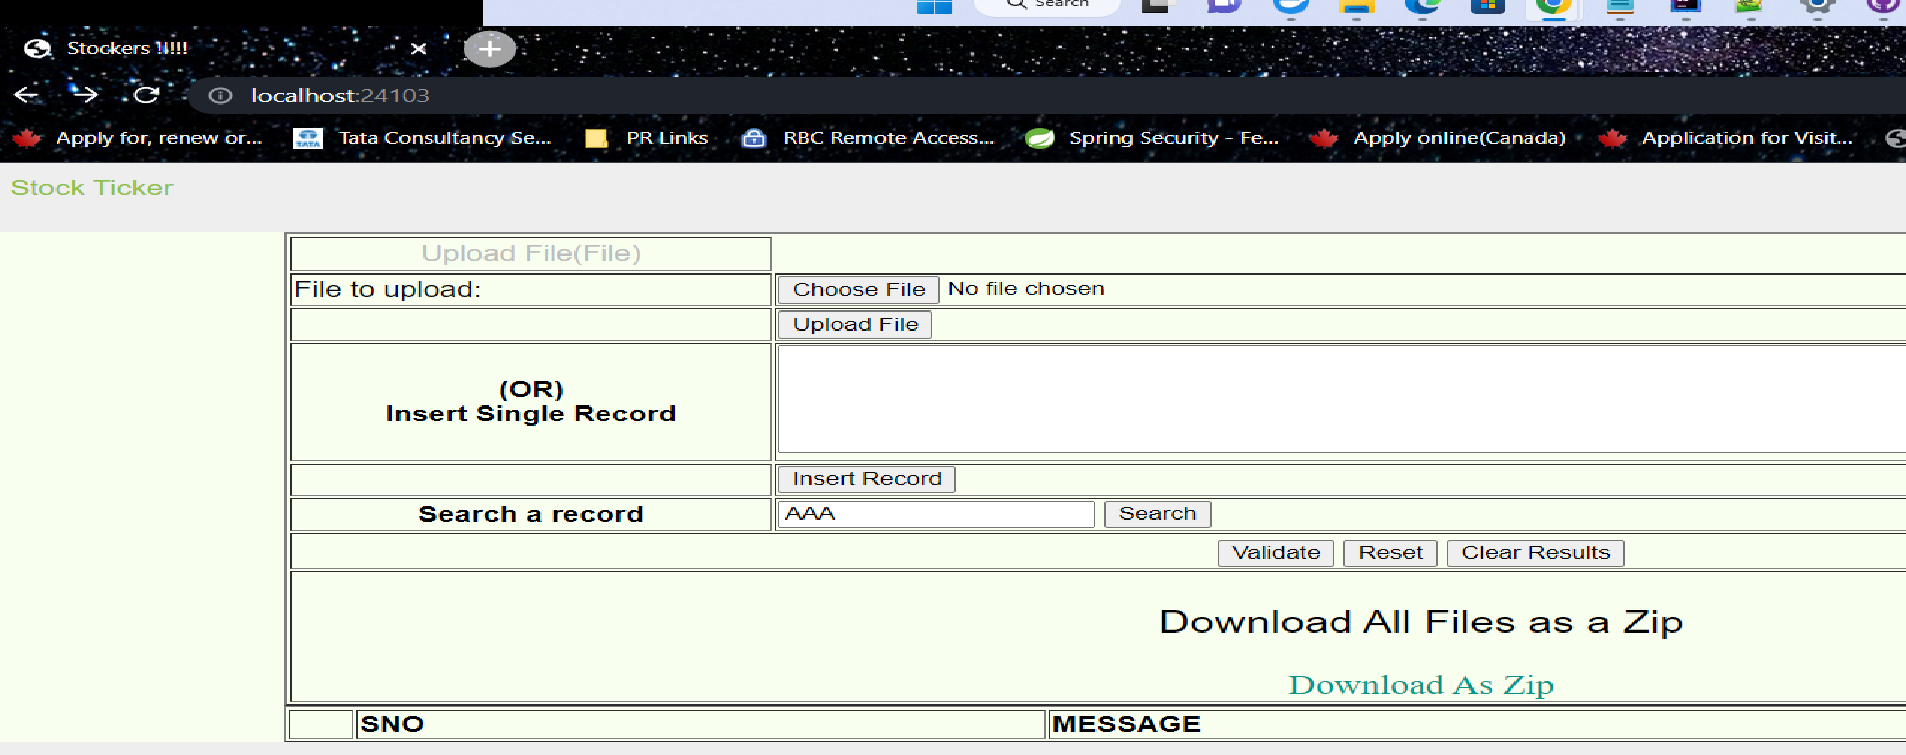 Search
Stockers !!!!!
localhost:24103
Apply for, renew or... Tata Consultancy Se... PR Links RBC Remote Access... Spring Security - Fe... Apply online(Canada) Application for Visit...
Stock Ticker
Upload File(File)
File to upload: Choose File No file chosen
Upload File
(OR)
Insert Single Record
Insert Record
Search a record AAA Search
Validate Reset Clear Results
Download All Files as a Zip
Download As Zip
SNO MESSAGE